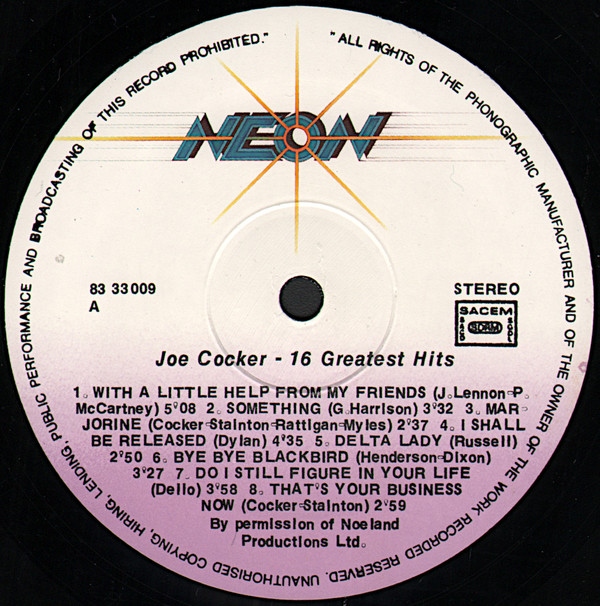 "ALL RIGHTS OF THE PHONOGRAPHIC MANUFACTURER AND OF THE OWNER OF THE WORK RECORDED RESERVED. UNAUTHORISED COPYING, HIRING, LENDING, PUBLIC PERFORMANCE AND BROADCASTING OF THIS RECORD PROHIBITED."
NEON
83 33 009
A
STEREO
SACEM
SACD
SDRM
SGDL
Joe Cocker - 16 Greatest Hits
1. WITH A LITTLE HELP FROM MY FRIENDS (J. Lennon-P.
McCartney) 5'08 2. SOMETHING (G. Harrison) 3'32 3. MAR-
JORINE (Cocker-Stainton-Rattigan-Myles) 2'37 4. I SHALL
BE RELEASED (Dylan) 4'35 5. DELTA LADY (Russell)
2'50 6. BYE BYE BLACKBIRD (Henderson-Dixon)
3'27 7. DO I STILL FIGURE IN YOUR LIFE
(Dello) 3'58 8. THAT'S YOUR BUSINESS
NOW (Cocker-Stainton) 2'59
By permission of Noeland
Productions Ltd.